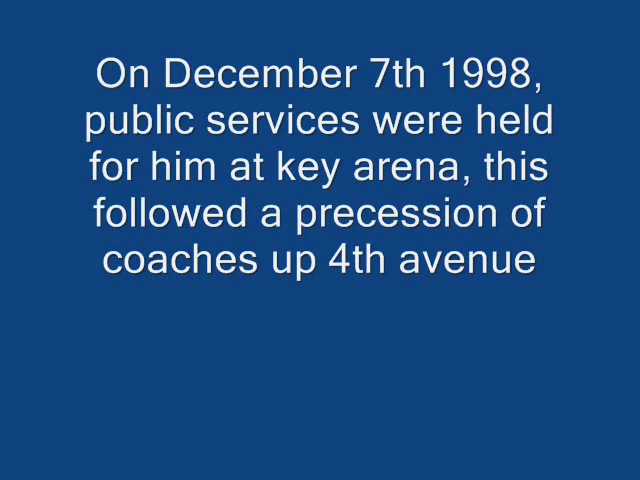 On December 7th 1998,
public services were held
for him at key arena, this
followed a precession of
coaches up 4th avenue